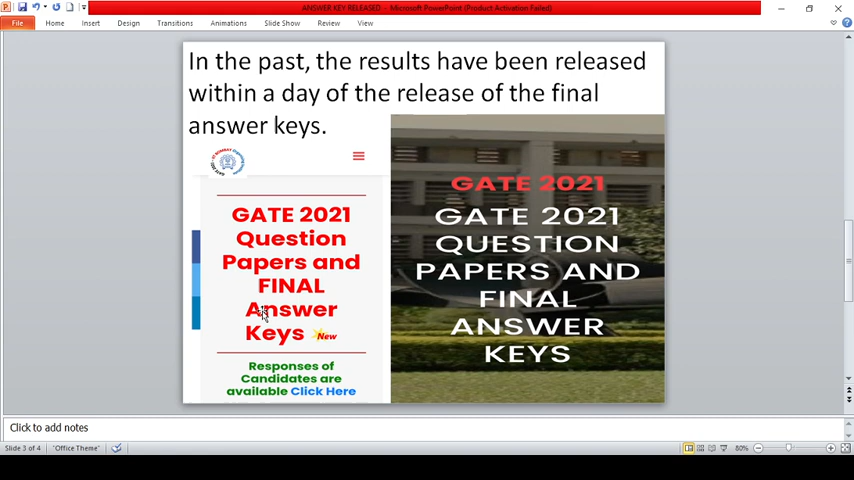 ANSWER KEY RELEASED - Microsoft PowerPoint (Product Activation Failed)
File Home Insert Design Transitions Animations Slide Show Review View
In the past, the results have been released
within a day of the release of the final
answer keys.
GATE 2021
Question
Papers and
FINAL
Answer
Keys New
Responses of
Candidates are
available Click Here
GATE 2021
GATE 2021
QUESTION
PAPERS AND
FINAL
ANSWER
KEYS
Click to add notes
Slide 3 of 4 "Office Theme" 80%